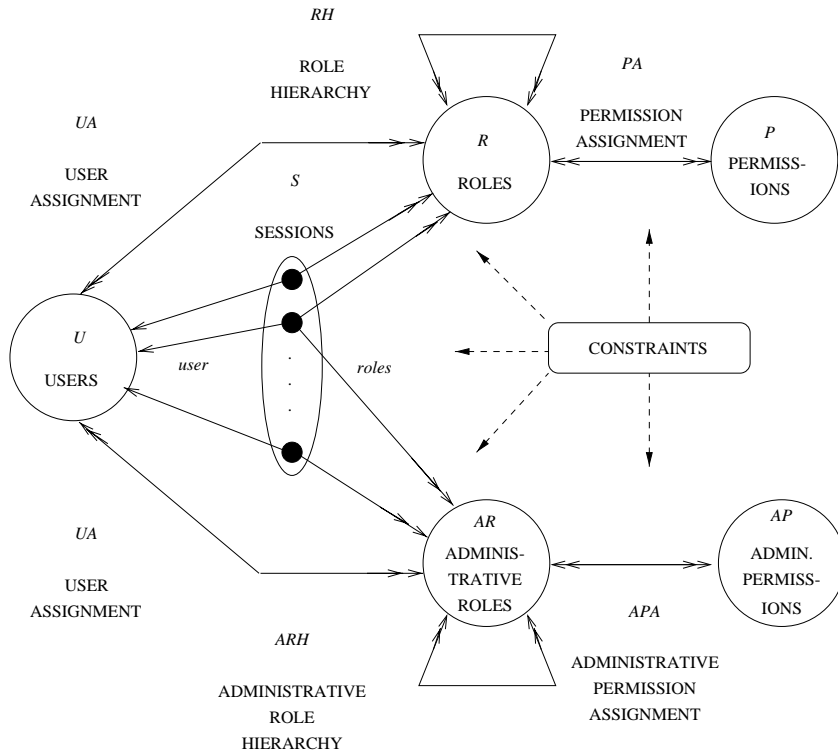 RH
ROLE
HIERARCHY
PA
PERMISSION
ASSIGNMENT
UA
USER
ASSIGNMENT
S
SESSIONS
R
ROLES
P
PERMISS-
IONS
U
USERS
user
.
.
.
.
roles
CONSTRAINTS
UA
USER
ASSIGNMENT
AR
ADMINIS-
TRATIVE
ROLES
AP
ADMIN.
PERMISS-
IONS
ARH
ADMINISTRATIVE
ROLE
HIERARCHY
APA
ADMINISTRATIVE
PERMISSION
ASSIGNMENT